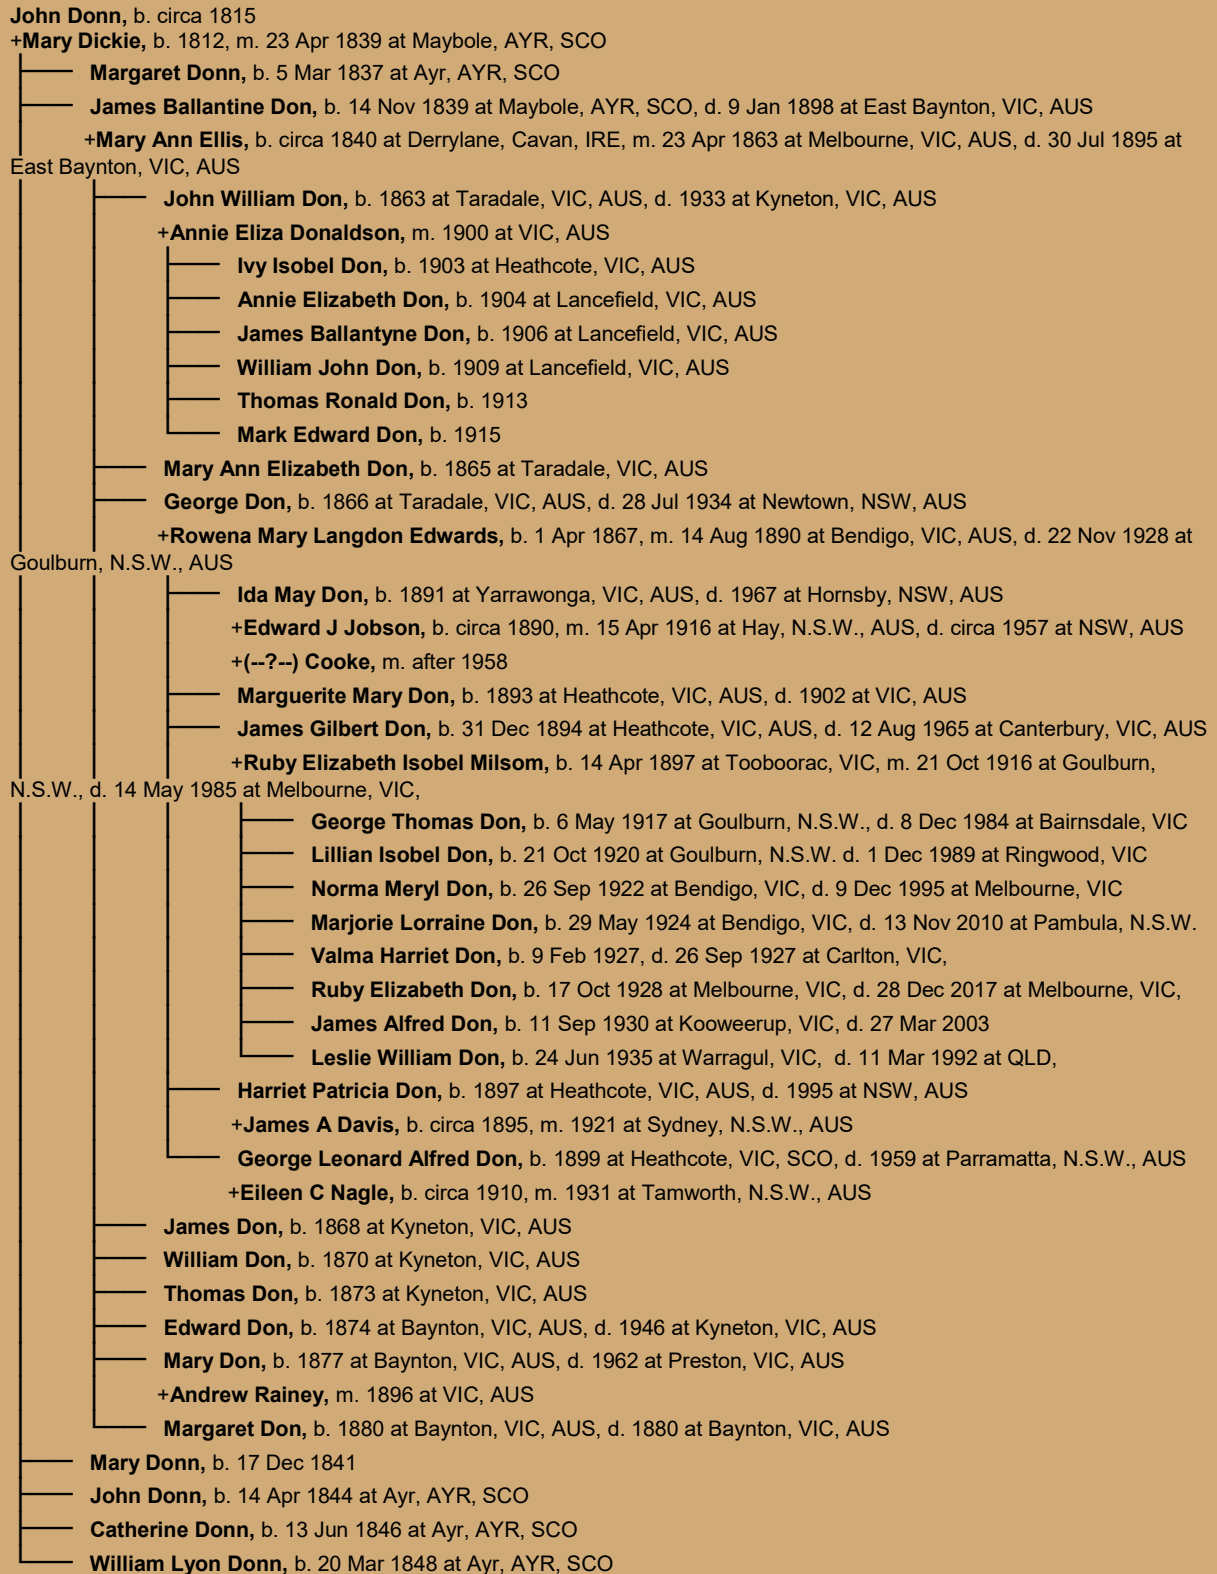 John Donn, b. circa 1815
+Mary Dickie, b. 1812, m. 23 Apr 1839 at Maybole, AYR, SCO
Margaret Donn, b. 5 Mar 1837 at Ayr, AYR, SCO
James Ballantine Don, b. 14 Nov 1839 at Maybole, AYR, SCO, d. 9 Jan 1898 at East Baynton, VIC, AUS
+Mary Ann Ellis, b. circa 1840 at Derrylane, Cavan, IRE, m. 23 Apr 1863 at Melbourne, VIC, AUS, d. 30 Jul 1895 at
East Baynton, VIC, AUS
John William Don, b. 1863 at Taradale, VIC, AUS, d. 1933 at Kyneton, VIC, AUS
+Annie Eliza Donaldson, m. 1900 at VIC, AUS
Ivy Isobel Don, b. 1903 at Heathcote, VIC, AUS
Annie Elizabeth Don, b. 1904 at Lancefield, VIC, AUS
James Ballantyne Don, b. 1906 at Lancefield, VIC, AUS
William John Don, b. 1909 at Lancefield, VIC, AUS
Thomas Ronald Don, b. 1913
Mark Edward Don, b. 1915
Mary Ann Elizabeth Don, b. 1865 at Taradale, VIC, AUS
George Don, b. 1866 at Taradale, VIC, AUS, d. 28 Jul 1934 at Newtown, NSW, AUS
+Rowena Mary Langdon Edwards, b. 1 Apr 1867, m. 14 Aug 1890 at Bendigo, VIC, AUS, d. 22 Nov 1928 at
Goulburn, N.S.W., AUS
Ida May Don, b. 1891 at Yarrawonga, VIC, AUS, d. 1967 at Hornsby, NSW, AUS
+Edward J Jobson, b. circa 1890, m. 15 Apr 1916 at Hay, N.S.W., AUS, d. circa 1957 at NSW, AUS
+(--?--) Cooke, m. after 1958
Marguerite Mary Don, b. 1893 at Heathcote, VIC, AUS, d. 1902 at VIC, AUS
James Gilbert Don, b. 31 Dec 1894 at Heathcote, VIC, AUS, d. 12 Aug 1965 at Canterbury, VIC, AUS
+Ruby Elizabeth Isobel Milsom, b. 14 Apr 1897 at Tooboorac, VIC, m. 21 Oct 1916 at Goulburn,
N.S.W., d. 14 May 1985 at Melbourne, VIC,
George Thomas Don, b. 6 May 1917 at Goulburn, N.S.W., d. 8 Dec 1984 at Bairnsdale, VIC
Lillian Isobel Don, b. 21 Oct 1920 at Goulburn, N.S.W. d. 1 Dec 1989 at Ringwood, VIC
Norma Meryl Don, b. 26 Sep 1922 at Bendigo, VIC, d. 9 Dec 1995 at Melbourne, VIC
Marjorie Lorraine Don, b. 29 May 1924 at Bendigo, VIC, d. 13 Nov 2010 at Pambula, N.S.W.
Valma Harriet Don, b. 9 Feb 1927, d. 26 Sep 1927 at Carlton, VIC,
Ruby Elizabeth Don, b. 17 Oct 1928 at Melbourne, VIC, d. 28 Dec 2017 at Melbourne, VIC,
James Alfred Don, b. 11 Sep 1930 at Kooweerup, VIC, d. 27 Mar 2003
Leslie William Don, b. 24 Jun 1935 at Warragul, VIC, d. 11 Mar 1992 at QLD,
Harriet Patricia Don, b. 1897 at Heathcote, VIC, AUS, d. 1995 at NSW, AUS
+James A Davis, b. circa 1895, m. 1921 at Sydney, N.S.W., AUS
George Leonard Alfred Don, b. 1899 at Heathcote, VIC, SCO, d. 1959 at Parramatta, N.S.W., AUS
+Eileen C Nagle, b. circa 1910, m. 1931 at Tamworth, N.S.W., AUS
James Don, b. 1868 at Kyneton, VIC, AUS
William Don, b. 1870 at Kyneton, VIC, AUS
Thomas Don, b. 1873 at Kyneton, VIC, AUS
Edward Don, b. 1874 at Baynton, VIC, AUS, d. 1946 at Kyneton, VIC, AUS
Mary Don, b. 1877 at Baynton, VIC, AUS, d. 1962 at Preston, VIC, AUS
+Andrew Rainey, m. 1896 at VIC, AUS
Margaret Don, b. 1880 at Baynton, VIC, AUS, d. 1880 at Baynton, VIC, AUS
Mary Donn, b. 17 Dec 1841
John Donn, b. 14 Apr 1844 at Ayr, AYR, SCO
Catherine Donn, b. 13 Jun 1846 at Ayr, AYR, SCO
William Lyon Donn, b. 20 Mar 1848 at Ayr, AYR, SCO